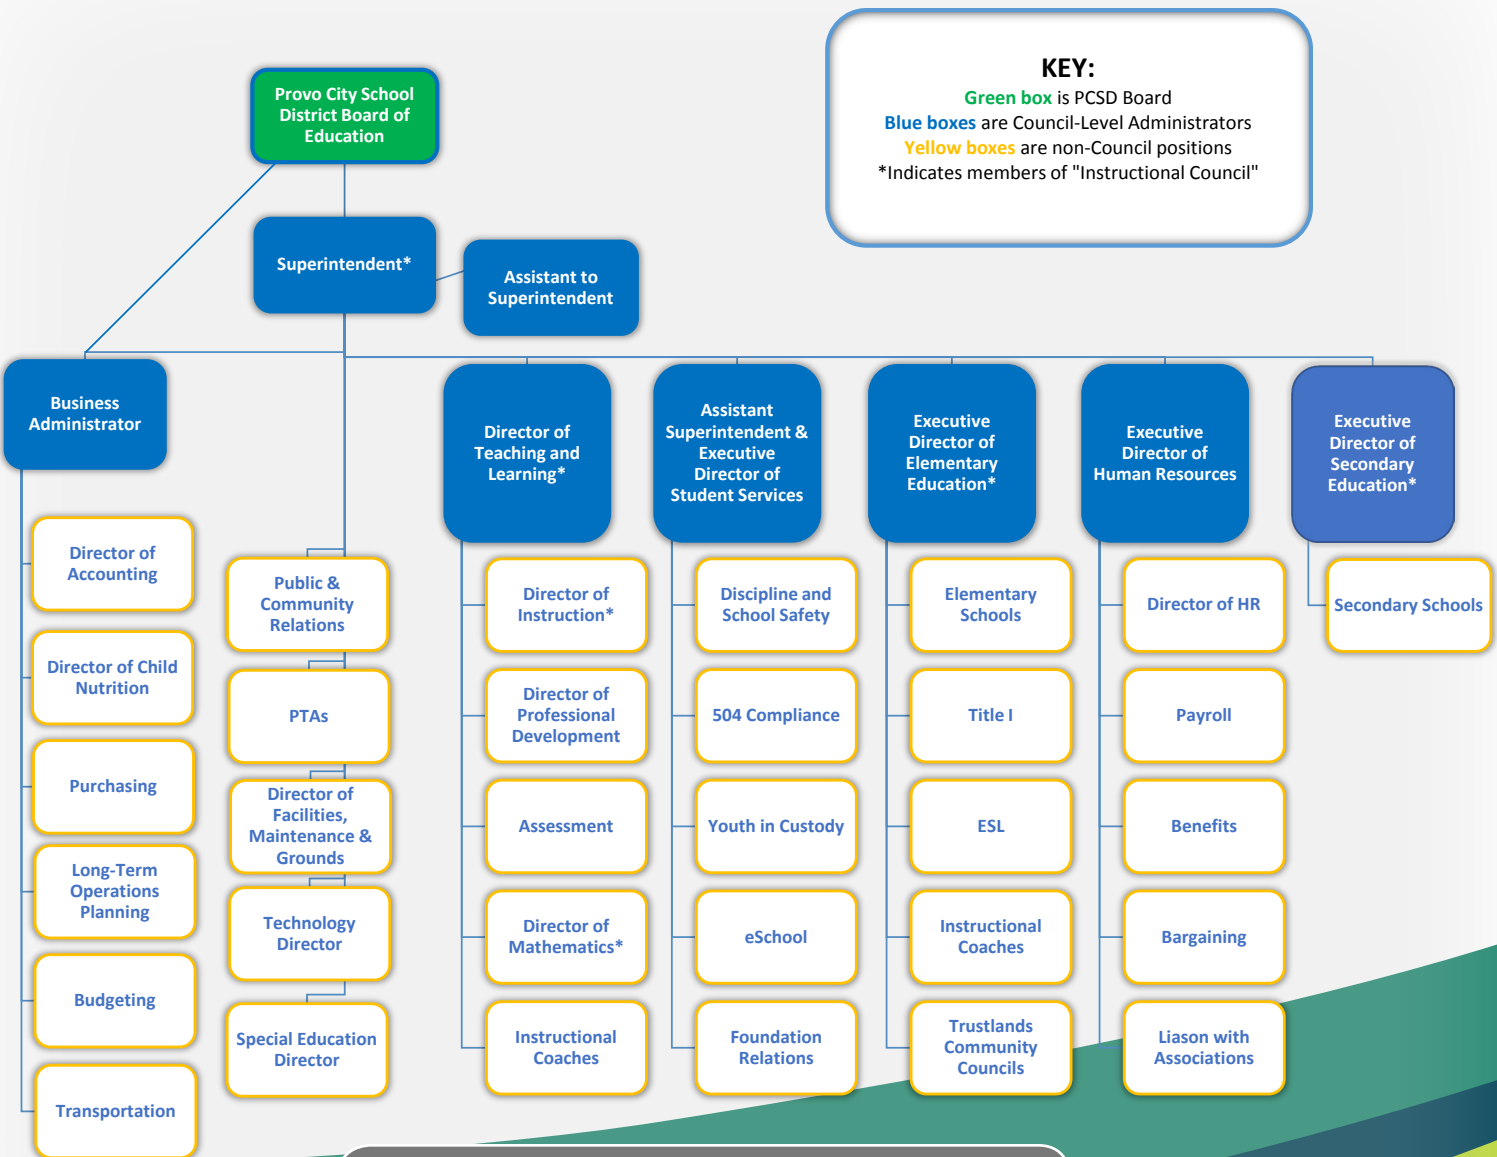 KEY:
Green box is PCSD Board
Blue boxes are Council-Level Administrators
Yellow boxes are non-Council positions
*Indicates members of "Instructional Council"
Provo City School
District Board of
Education
Superintendent*
Assistant to
Superintendent
Business
Administrator
Director of
Teaching and
Learning*
Assistant
Superintendent &
Executive
Director of
Student Services
Executive
Director of
Elementary
Education*
Executive
Director of
Human Resources
Executive
Director of
Secondary
Education*
Director of
Accounting
Director of Child
Nutrition
Purchasing
Long-Term
Operations
Planning
Budgeting
Transportation
Public &
Community
Relations
PTAs
Director of
Facilities,
Maintenance &
Grounds
Technology
Director
Special Education
Director
Director of
Instruction*
Director of
Professional
Development
Assessment
Director of
Mathematics*
Instructional
Coaches
Discipline and
School Safety
504 Compliance
Youth in Custody
eSchool
Foundation
Relations
Elementary
Schools
Title I
ESL
Instructional
Coaches
Trustlands
Community
Councils
Director of HR
Payroll
Benefits
Bargaining
Liason with
Associations
Secondary Schools